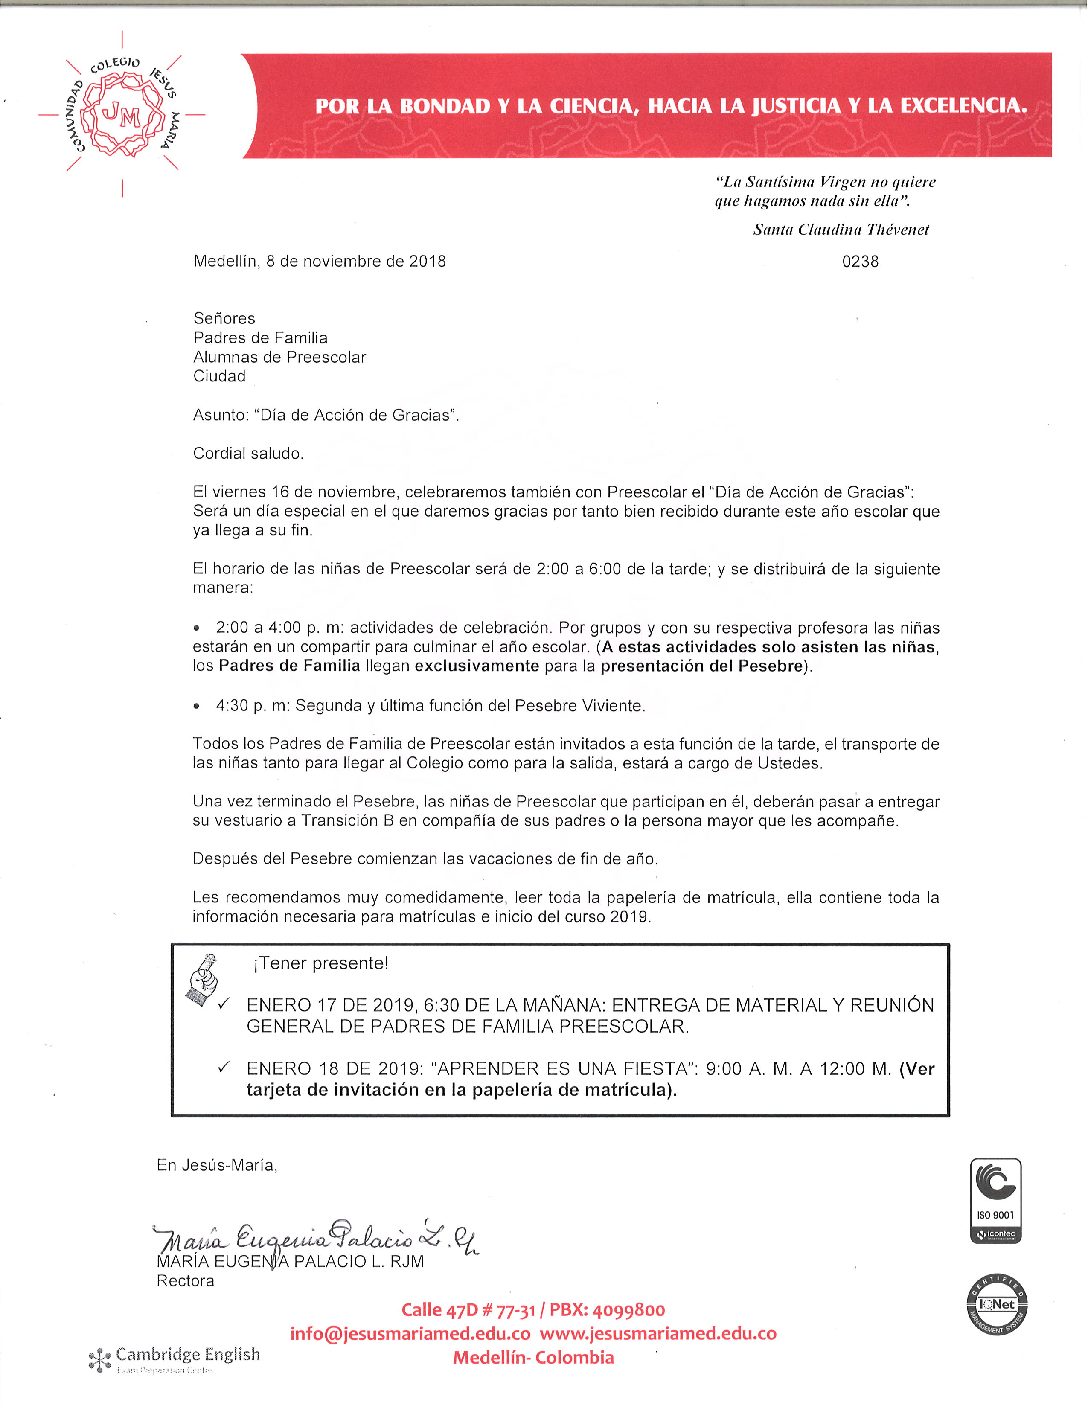 COMUNIDAD COLEGIO JESUS MARIA
JM
POR LA BONDAD Y LA CIENCIA, HACIA LA JUSTICIA Y LA EXCELENCIA.
“La Santísima Virgen no quiere
que hagamos nada sin ella”.
Santa Claudina Thévenet
Medellín, 8 de noviembre de 2018 0238
Señores
Padres de Familia
Alumnas de Preescolar
Ciudad
Asunto: “Día de Acción de Gracias”.
Cordial saludo.
El viernes 16 de noviembre, celebraremos también con Preescolar el “Día de Acción de Gracias”:
Será un día especial en el que daremos gracias por tanto bien recibido durante este año escolar que
ya llega a su fin.
El horario de las niñas de Preescolar será de 2:00 a 6:00 de la tarde; y se distribuirá de la siguiente
manera:
• 2:00 a 4:00 p. m: actividades de celebración. Por grupos y con su respectiva profesora las niñas
estarán en un compartir para culminar el año escolar. (A estas actividades solo asisten las niñas,
los Padres de Familia llegan exclusivamente para la presentación del Pesebre).
• 4:30 p. m: Segunda y última función del Pesebre Viviente.
Todos los Padres de Familia de Preescolar están invitados a esta función de la tarde, el transporte de
las niñas tanto para llegar al Colegio como para la salida, estará a cargo de Ustedes.
Una vez terminado el Pesebre, las niñas de Preescolar que participan en él, deberán pasar a entregar
su vestuario a Transición B en compañía de sus padres o la persona mayor que les acompañe.
Después del Pesebre comienzan las vacaciones de fin de año.
Les recomendamos muy comedidamente, leer toda la papelería de matrícula, ella contiene toda la
información necesaria para matrículas e inicio del curso 2019.
¡Tener presente!
✓ ENERO 17 DE 2019, 6:30 DE LA MAÑANA: ENTREGA DE MATERIAL Y REUNIÓN
GENERAL DE PADRES DE FAMILIA PREESCOLAR.
✓ ENERO 18 DE 2019: “APRENDER ES UNA FIESTA”: 9:00 A. M. A 12:00 M. (Ver
tarjeta de invitación en la papelería de matrícula).
En Jesús-María,
María Eugenia Palacio L.
MARÍA EUGENIA PALACIO L. RJM
Rectora
ISO 9001
icontec
CERTIFIED
IQNet
MANAGEMENT SYSTEM
Calle 47D # 77-31 / PBX: 4099800
info@jesusmariamed.edu.co www.jesusmariamed.edu.co
Medellín- Colombia
Cambridge English
Exam Preparation Centre